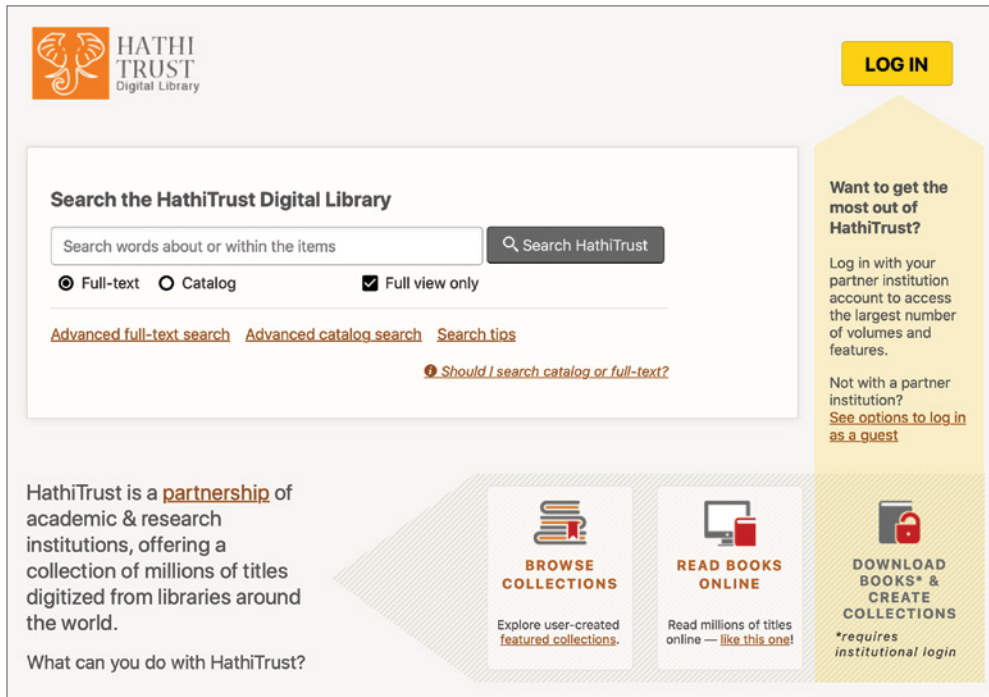 HATHI
TRUST
Digital Library
LOG IN
Search the HathiTrust Digital Library
Search words about or within the items
Search HathiTrust
Full-text Catalog Full view only
Advanced full-text search Advanced catalog search Search tips
Should I search catalog or full-text?
Want to get the
most out of
HathiTrust?
Log in with your
partner institution
account to access
the largest number
of volumes and
features.
Not with a partner
institution?
See options to log in
as a guest
HathiTrust is a partnership of
academic & research
institutions, offering a
collection of millions of titles
digitized from libraries around
the world.
What can you do with HathiTrust?
BROWSE
COLLECTIONS
Explore user-created
featured collections.
READ BOOKS
ONLINE
Read millions of titles
online — like this one!
DOWNLOAD
BOOKS* &
CREATE
COLLECTIONS
*requires
institutional login